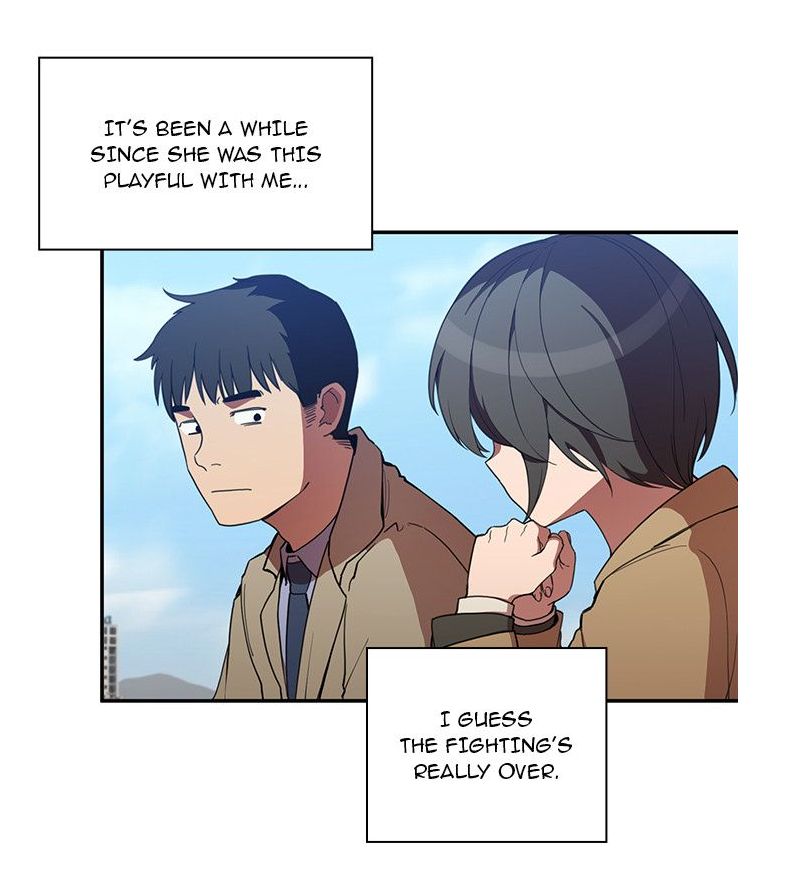 IT'S BEEN A WHILE
SINCE SHE WAS THIS
PLAYFUL WITH ME...
I GUESS
THE FIGHTING'S
REALLY OVER.